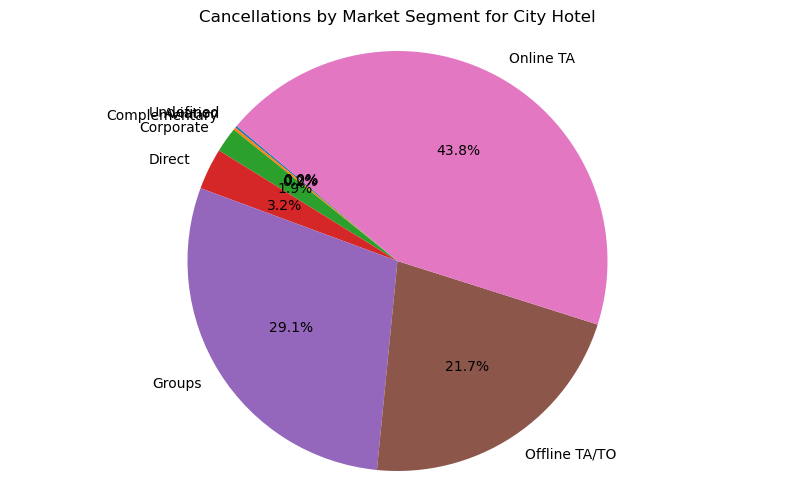 Cancellations by Market Segment for City Hotel
Online TA
Complementary
Corporate
Direct
43.8%
1.9%
3.2%
29.1%
21.7%
Groups
Offline TA/TO